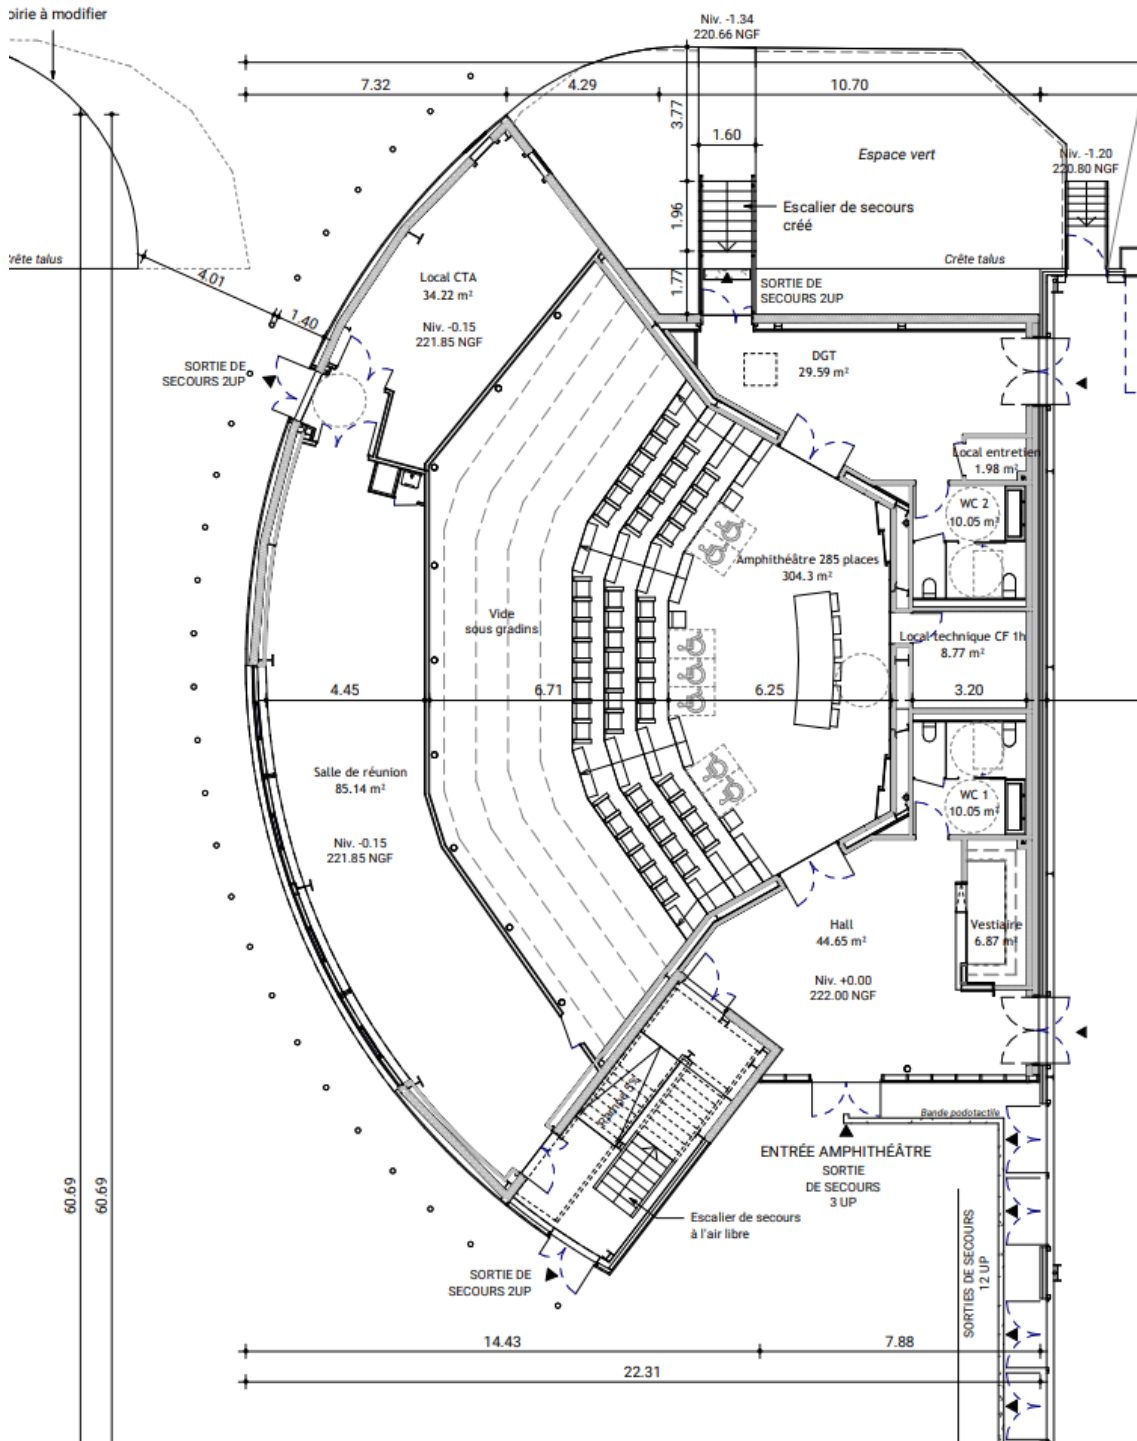 oirie à modifier
Niv. -1.34
220.66 NGF
7.32
4.29
10.70
3.77
1.60
Espace vert
Niv. -1.20
220.80 NGF
1.96
Escalier de secours
créé
Crête talus
Crête talus
4.01
1.40
Local CTA
34.22 m²
Niv. -0.15
221.85 NGF
1.77
SORTIE DE
SECOURS 2UP
SORTIE DE
SECOURS 2UP
DGT
29.59 m²
Local entretien
1.98 m²
WC 2
10.05 m²
Amphithéâtre 285 places
304.3 m²
Vide
sous gradins
Local technique CF 1h
8.77 m²
4.45
6.71
6.25
3.20
Salle de réunion
85.14 m²
Niv. -0.15
221.85 NGF
WC 1
10.05 m²
Hall
44.65 m²
Vestiaire
6.87 m²
Niv. +0.00
222.00 NGF
Rampe 5%
Bande podotactile
ENTRÉE AMPHITHÉÂTRE
SORTIE
DE SECOURS
3 UP
60.69
60.69
Escalier de secours
à l'air libre
SORTIE DE
SECOURS 2UP
SORTIES DE SECOURS
12 UP
14.43
7.88
22.31